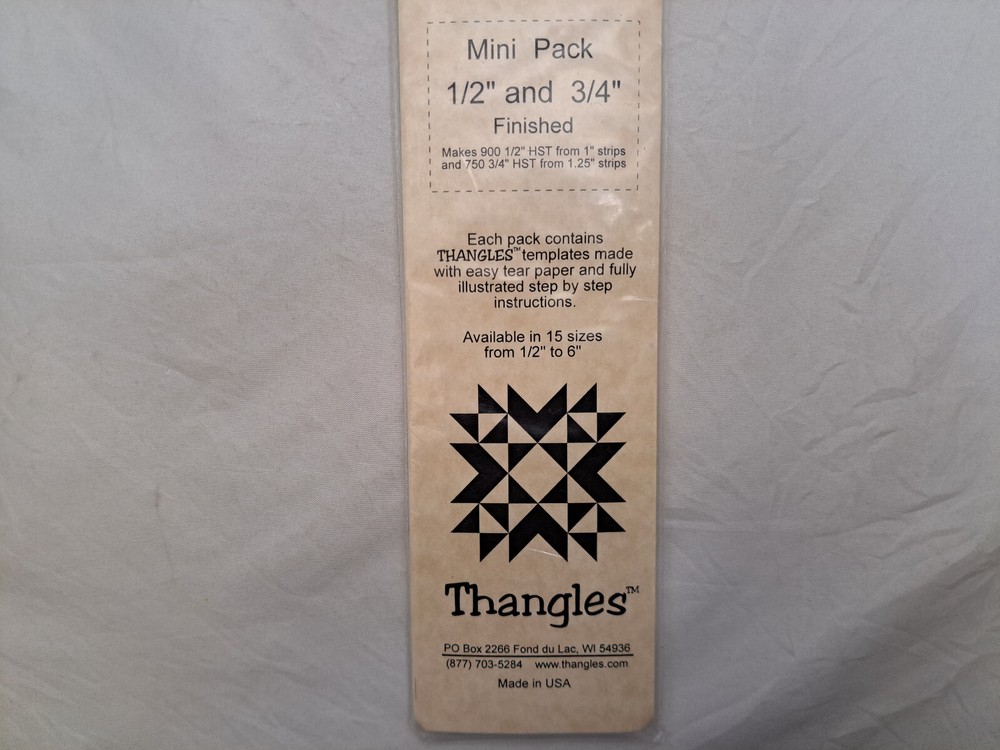 Mini Pack
1/2" and 3/4"
Finished
Makes 900 1/2" HST from 1" strips
and 750 3/4" HST from 1.25" strips
Each pack contains
THANGLES™ templates made
with easy tear paper and fully
illustrated step by step
instructions.
Available in 15 sizes
from 1/2" to 6"
Thangles™
PO Box 2266 Fond du Lac, WI 54936
(877) 703-5284 www.thangles.com
Made in USA